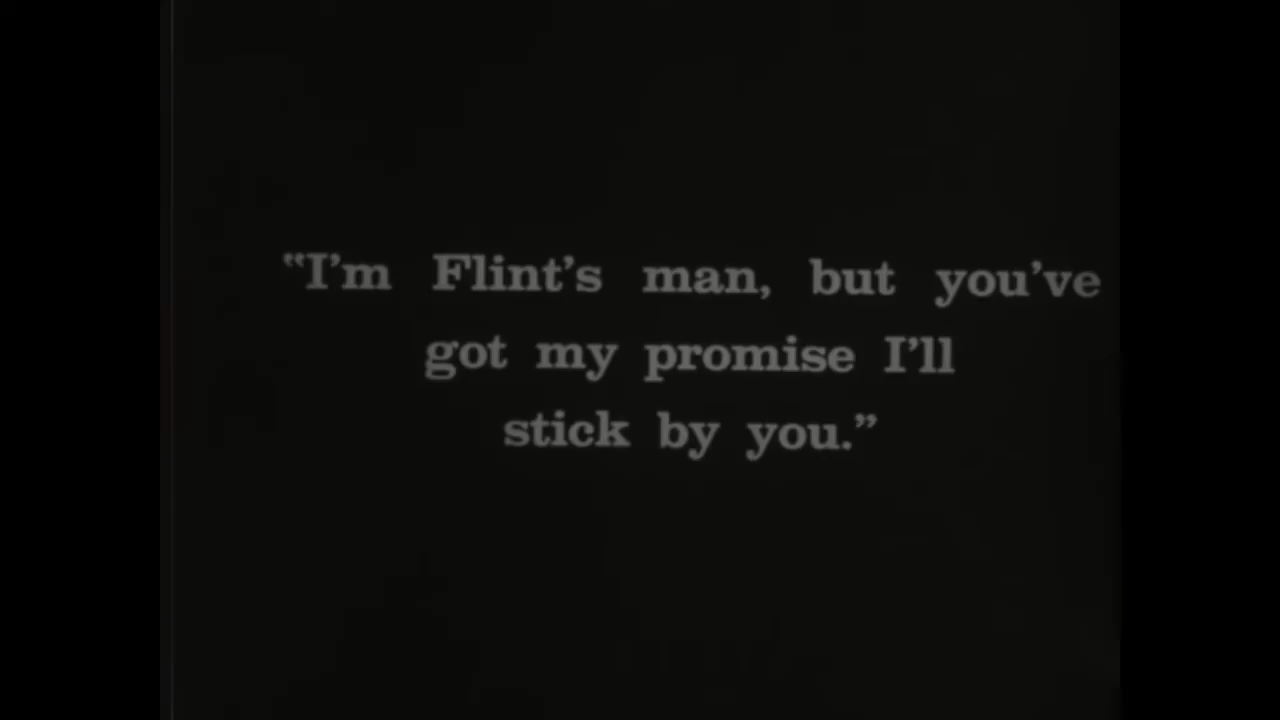 “I’m Flint’s man, but you’ve
got my promise I’ll
stick by you.”